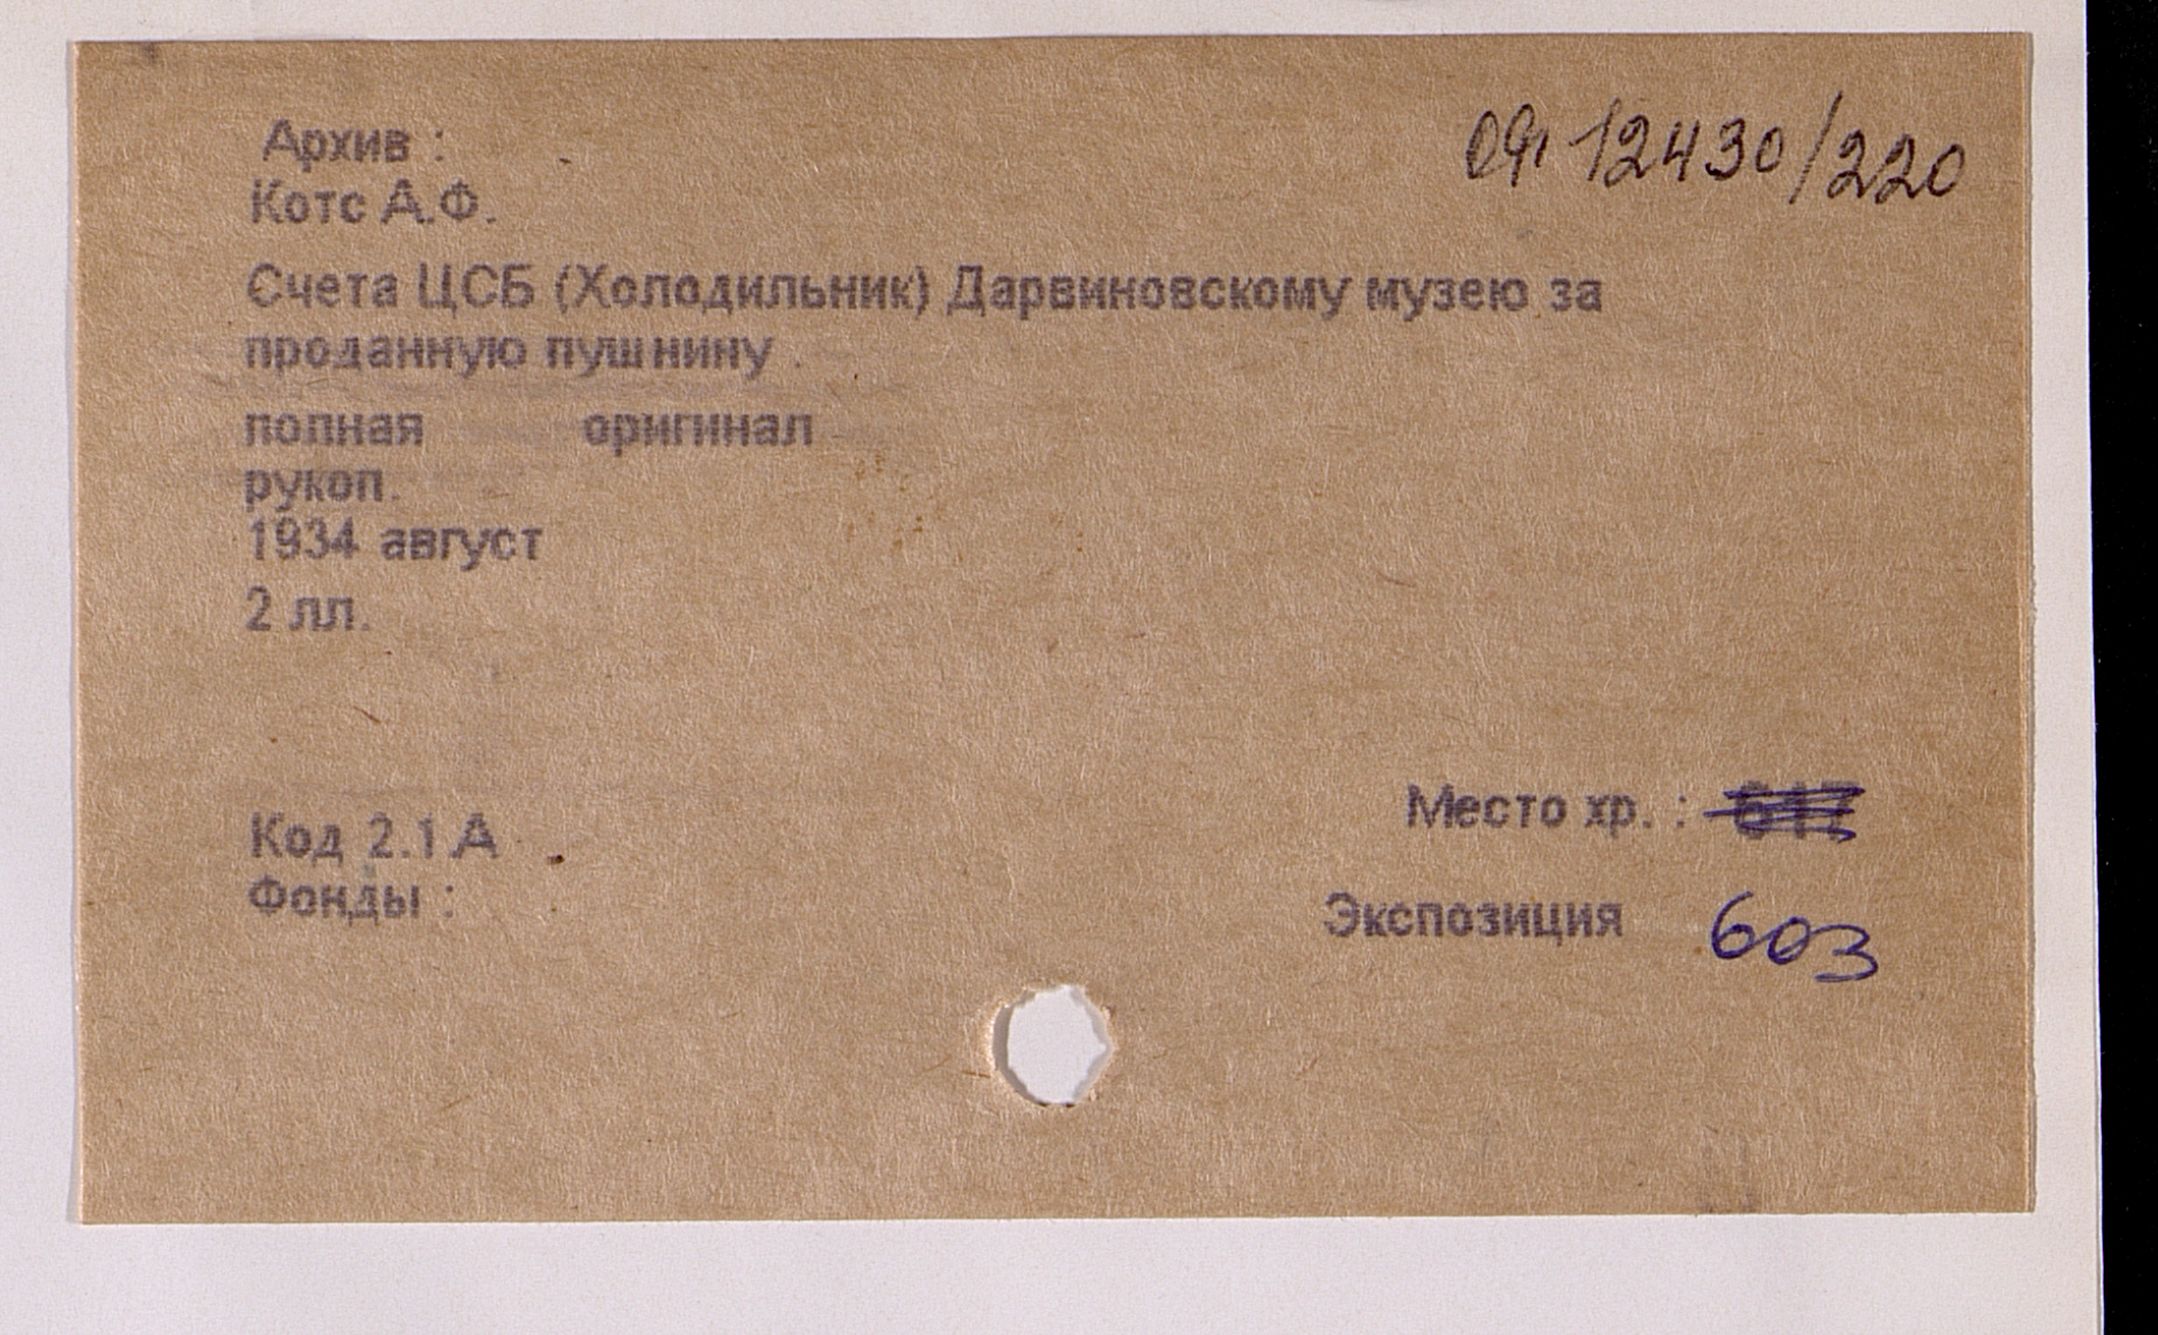 Архив :
оф 12430/220
Котс А.Ф.
Счета ЦСБ (Холодильник) Дарвиновскому музею за
проданную пушнину .
полная оригинал
рукоп.
1934 август
2 лл.
Место хр. :
Код 2.1.А
Фонды :
Экспозиция 603